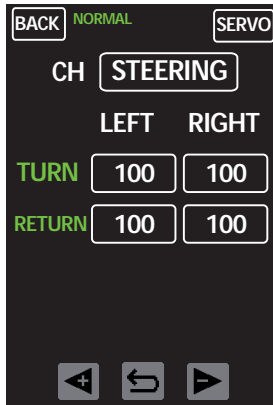 BACK NORMAL SERVO
CH STEERING
LEFT RIGHT
TURN 100 100
RETURN 100 100